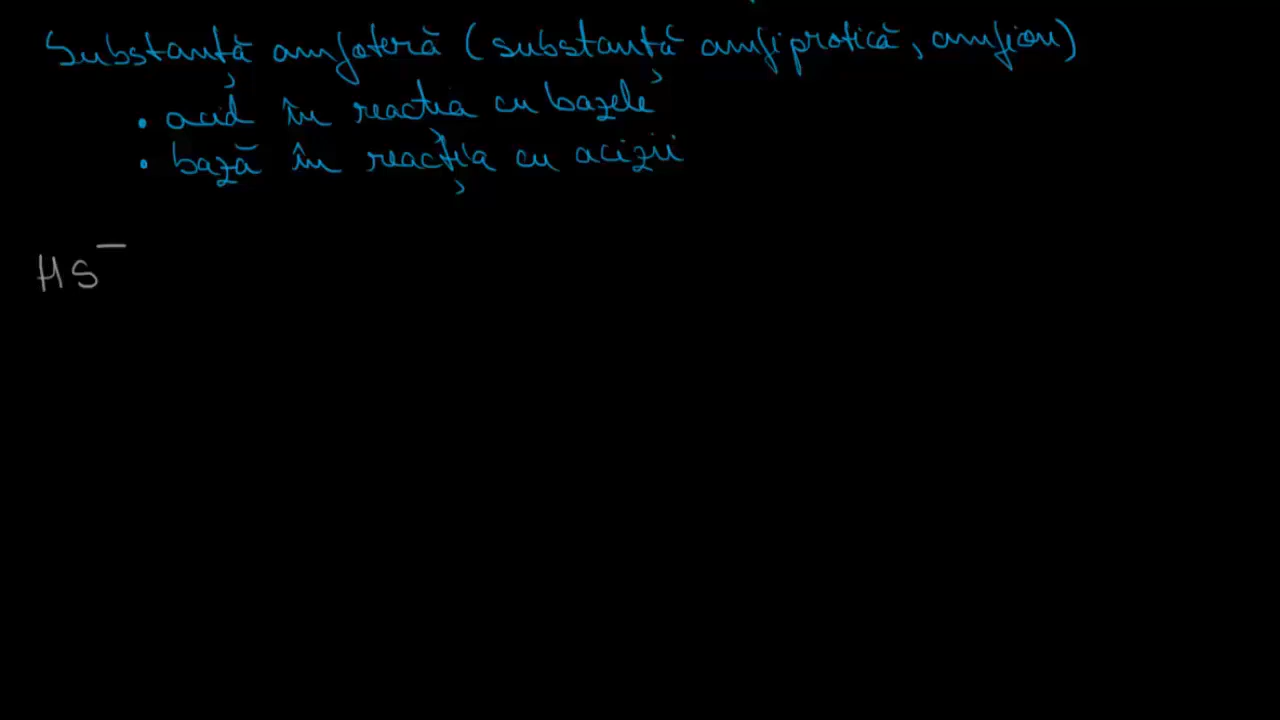 Substanță amfoteră (substanță amfiprotică, amfion)
• acid în reacția cu bazele
• bază în reacția cu acizii
HS⁻